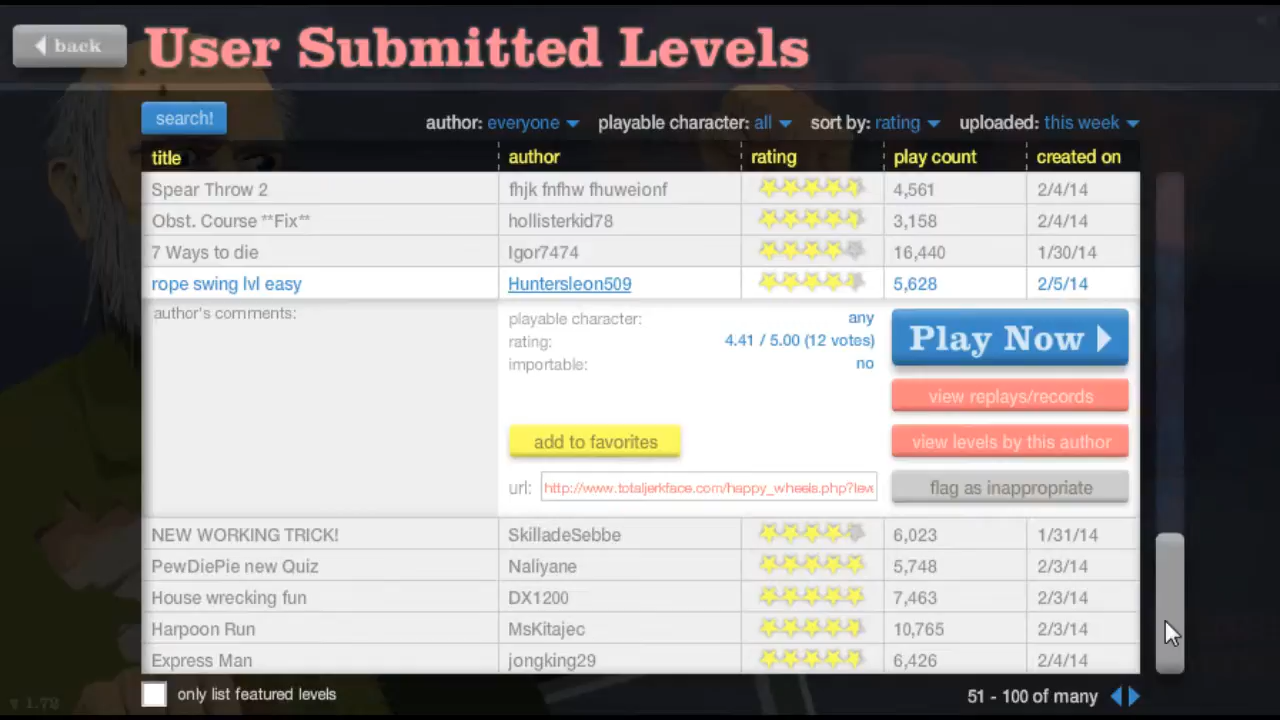 back
User Submitted Levels
search!
author: everyone playable character: all sort by: rating uploaded: this week
title author rating play count created on
Spear Throw 2 fhjk fnfhw fhuweionf 4,561 2/4/14
Obst. Course **Fix** hollisterkid78 3,158 2/4/14
7 Ways to die Igor7474 16,440 1/30/14
rope swing lvl easy Huntersleon509 5,628 2/5/14
author's comments:
playable character: any
rating: 4.41 / 5.00 (12 votes)
importable: no
Play Now
view replays/records
add to favorites
view levels by this author
url: http://www.totaljerkface.com/happy_wheels.php?lev
flag as inappropriate
NEW WORKING TRICK! SkilladeSebbe 6,023 1/31/14
PewDiePie new Quiz Naliyane 5,748 2/3/14
House wrecking fun DX1200 7,463 2/3/14
Harpoon Run MsKitajec 10,765 2/3/14
Express Man jongking29 6,426 2/4/14
only list featured levels
51 - 100 of many
v 1.72